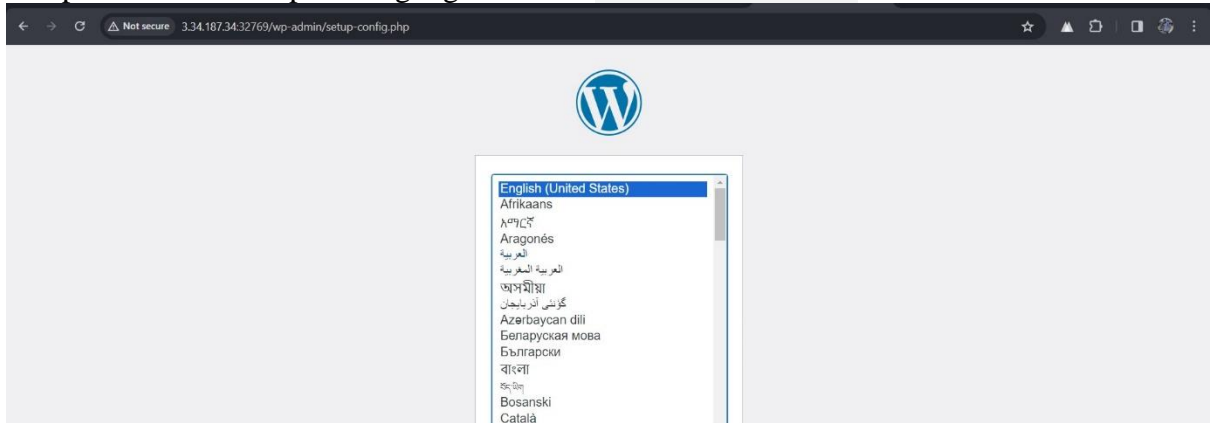 Not secure 3.34.187.34:32769/wp-admin/setup-config.php
English (United States)
Afrikaans
አማርኛ
Aragonés
العربية
العربية المغربية
অসমীয়া
گؤنئی آذربایجان
Azərbaycan dili
Беларуская мова
Български
বাংলা
Bosanski
Català